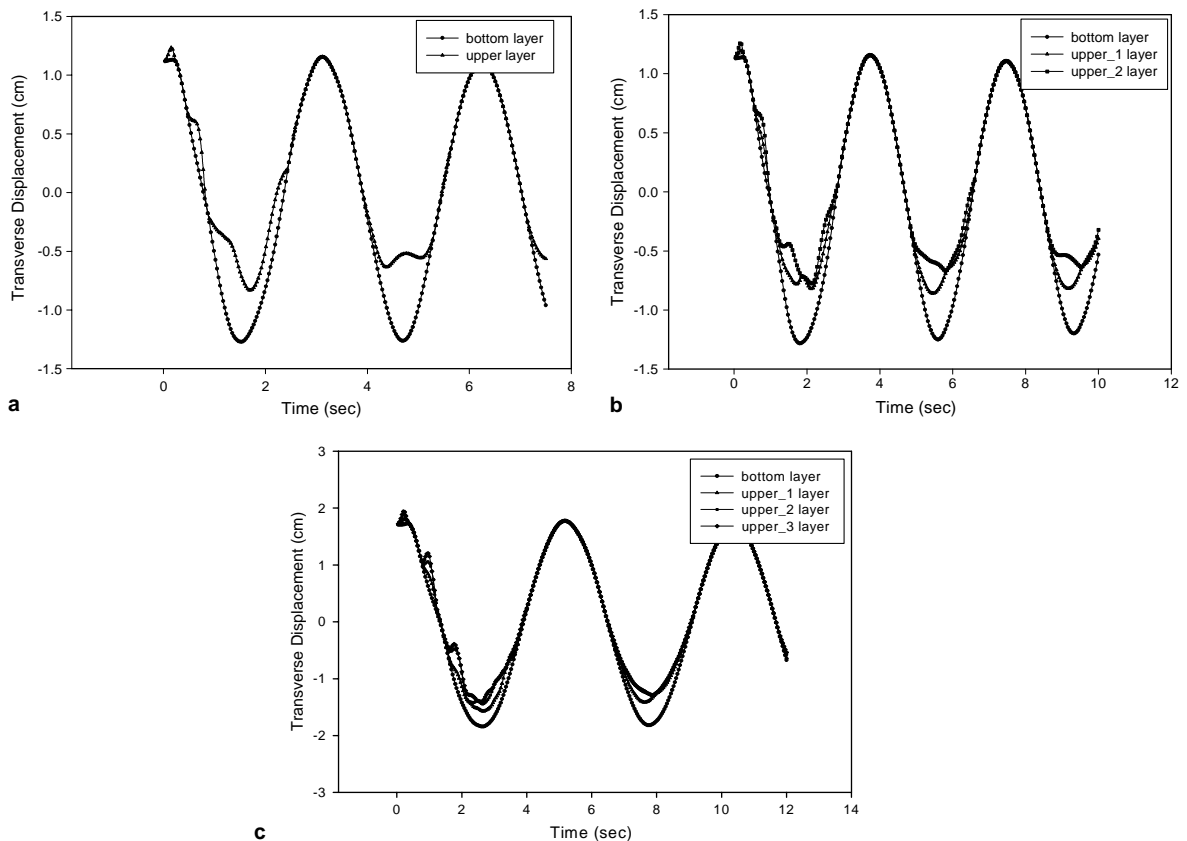 1.5
1.0
0.5
0.0
-0.5
-1.0
-1.5
Transverse Displacement (cm)
bottom layer
upper layer
0 2 4 6 8
Time (sec)
a
1.5
1.0
0.5
0.0
-0.5
-1.0
-1.5
Transverse Displacement (cm)
bottom layer
upper_1 layer
upper_2 layer
0 2 4 6 8 10 12
Time (sec)
b
3
2
1
0
-1
-2
-3
Transverse Displacement (cm)
bottom layer
upper_1 layer
upper_2 layer
upper_3 layer
0 2 4 6 8 10 12 14
Time (sec)
c